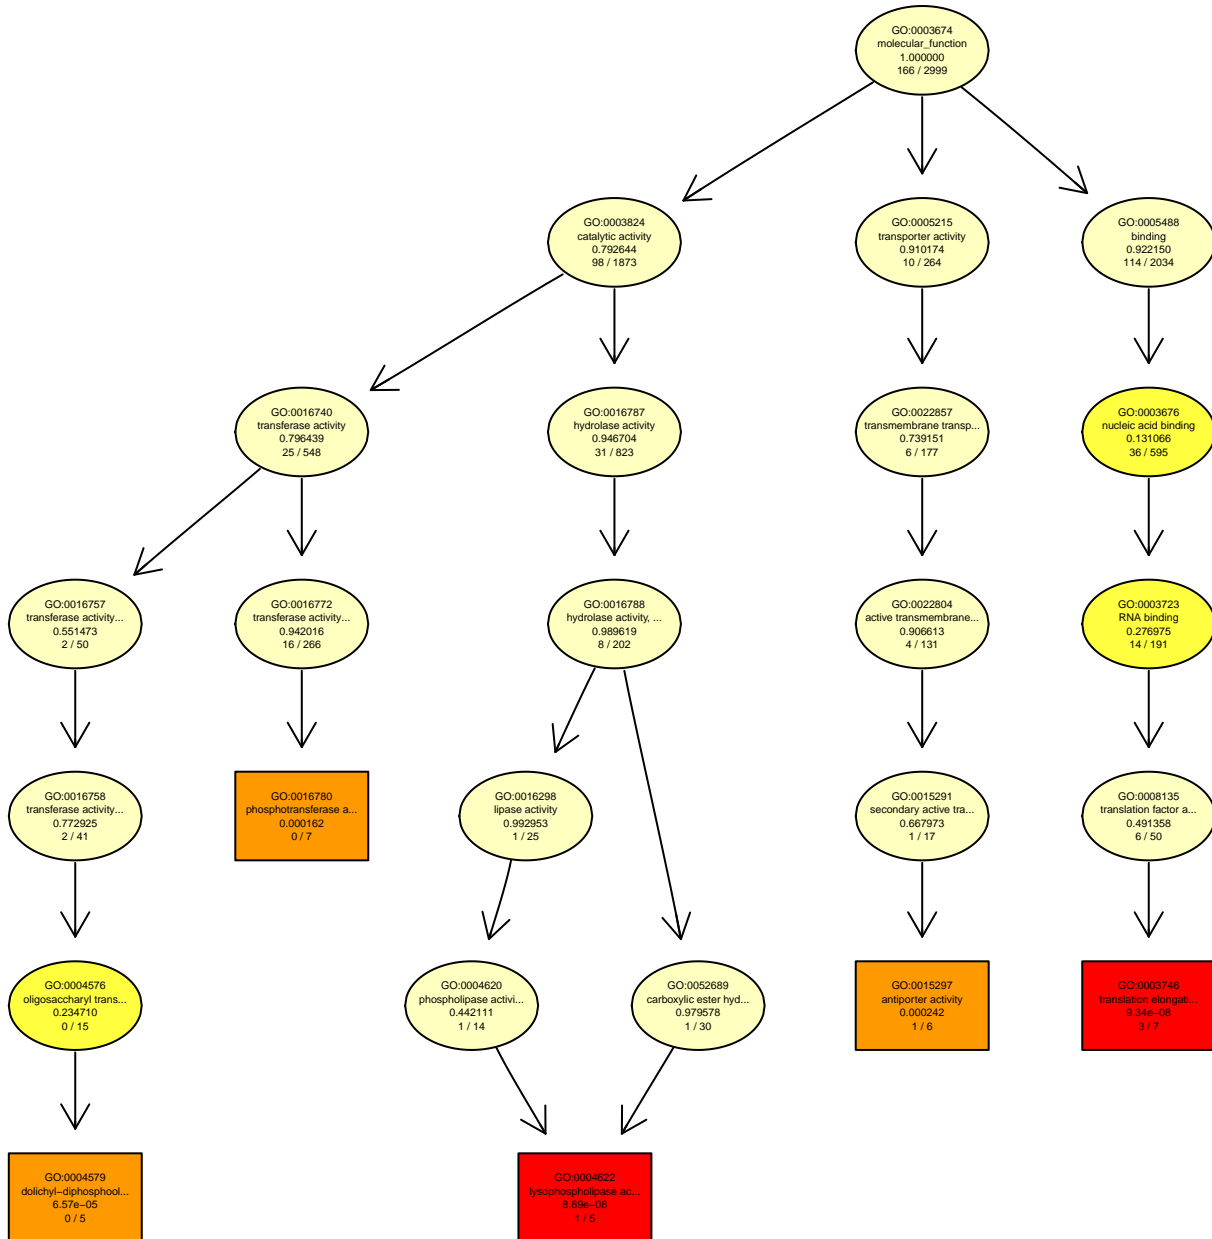 GO:0003674
molecular_function
1.000000
166 / 2999
GO:0003824
catalytic activity
0.792644
98 / 1873
GO:0005215
transporter activity
0.910174
10 / 264
GO:0005488
binding
0.922150
114 / 2034
GO:0016740
transferase activity
0.796439
25 / 548
GO:0016787
hydrolase activity
0.946704
31 / 823
GO:0022857
transmembrane transp...
0.739151
6 / 177
GO:0003676
nucleic acid binding
0.131066
36 / 595
GO:0016757
transferase activity...
0.551473
2 / 50
GO:0016772
transferase activity...
0.942016
16 / 266
GO:0016788
hydrolase activity, ...
0.989619
8 / 202
GO:0022804
active transmembrane...
0.906613
4 / 131
GO:0003723
RNA binding
0.276975
14 / 191
GO:0016758
transferase activity...
0.772925
2 / 41
GO:0016780
phosphotransferase a...
0.000162
0 / 7
GO:0016298
lipase activity
0.992953
1 / 25
GO:0015291
secondary active tra...
0.667973
1 / 17
GO:0008135
translation factor a...
0.491358
6 / 50
GO:0004576
oligosaccharyl trans...
0.234710
0 / 15
GO:0004620
phospholipase activi...
0.442111
1 / 14
GO:0052689
carboxylic ester hyd...
0.979578
1 / 30
GO:0015297
antiporter activity
0.000242
1 / 6
GO:0003746
translation elongati...
9.34e−08
3 / 7
GO:0004579
dolichyl−diphosphool...
6.57e−05
0 / 5
GO:0004622
lysophospholipase ac...
8.89e−08
1 / 5